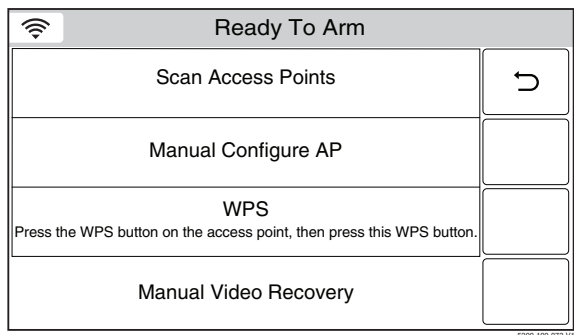 Ready To Arm
Scan Access Points
Manual Configure AP
WPS
Press the WPS button on the access point, then press this WPS button.
Manual Video Recovery